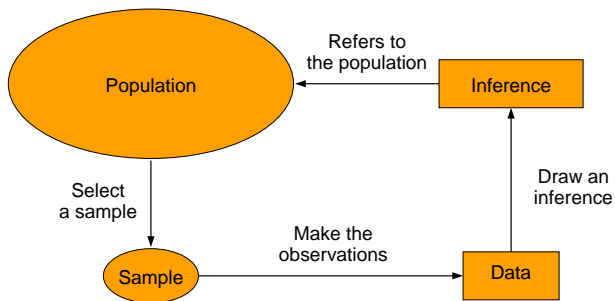 Refers to
the population
Population
Inference
Select
a sample
Draw an
inference
Make the
observations
Sample
Data